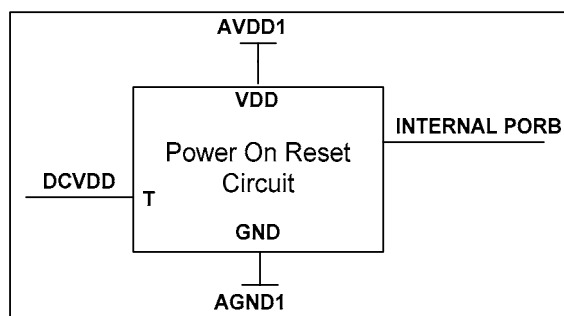 AVDD1
VDD
INTERNAL PORB
Power On Reset
Circuit
DCVDD
T
GND
AGND1